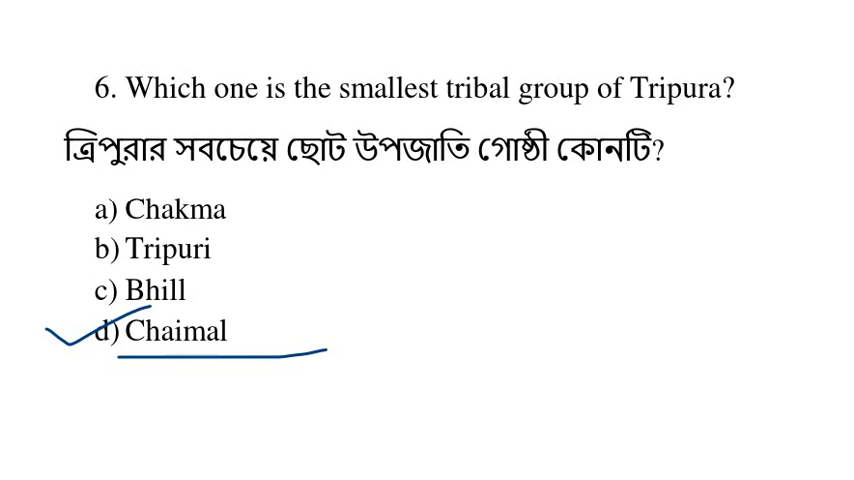 6. Which one is the smallest tribal group of Tripura?
ত্রিপুরার সবচেয়ে ছোট উপজাতি গোষ্ঠী কোনটি?
a) Chakma
b) Tripuri
c) Bhill
d) Chaimal